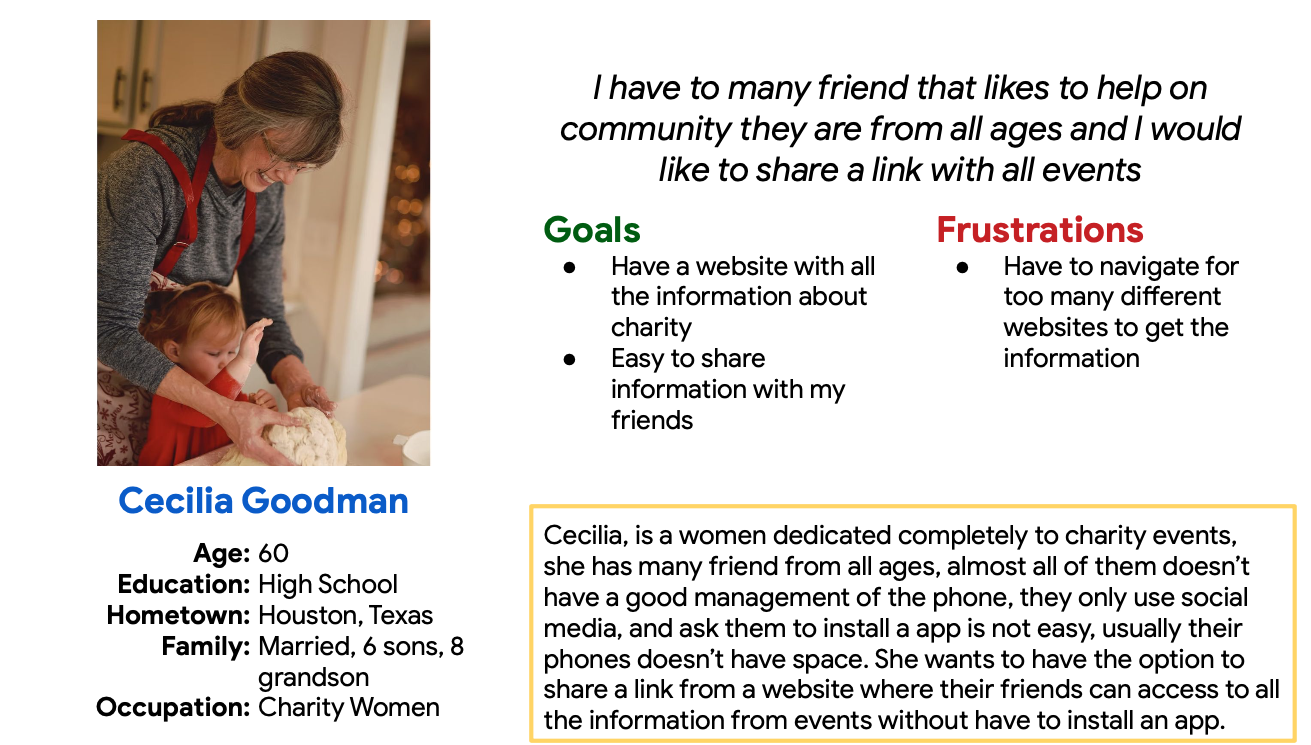 I have to many friend that likes to help on
community they are from all ages and I would
like to share a link with all events
Goals
● Have a website with all
the information about
charity
● Easy to share
information with my
friends
Frustrations
● Have to navigate for
too many different
websites to get the
information
Cecilia Goodman
Age: 60
Education: High School
Hometown: Houston, Texas
Family: Married, 6 sons, 8
grandson
Occupation: Charity Women
Cecilia, is a women dedicated completely to charity events,
she has many friend from all ages, almost all of them doesn’t
have a good management of the phone, they only use social
media, and ask them to install a app is not easy, usually their
phones doesn’t have space. She wants to have the option to
share a link from a website where their friends can access to all
the information from events without have to install an app.